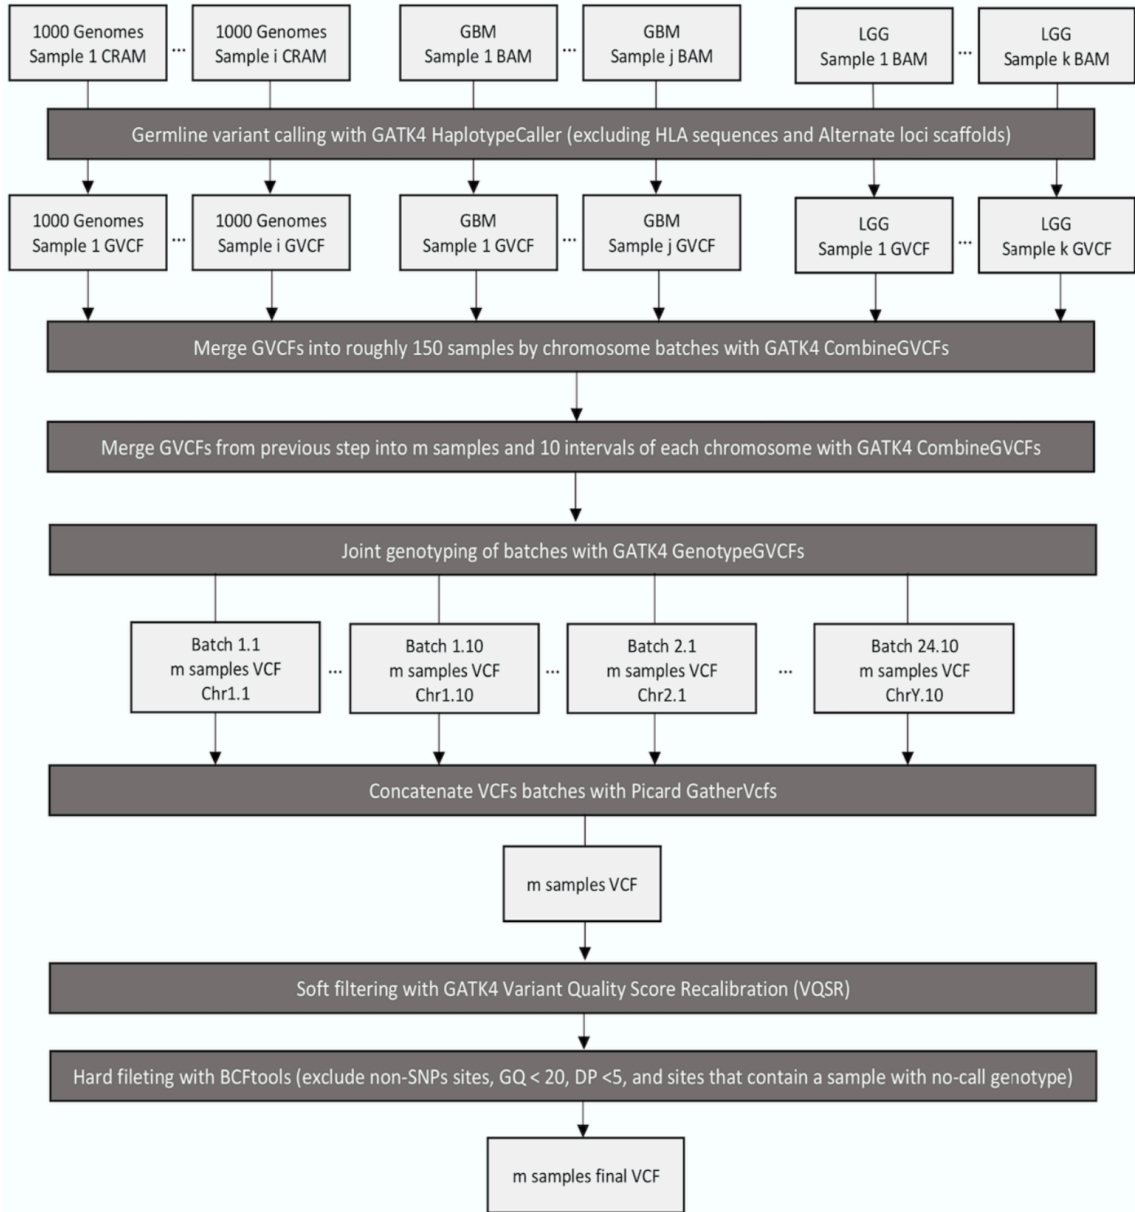 1000 Genomes
Sample 1 CRAM
...
1000 Genomes
Sample i CRAM
GBM
Sample 1 BAM
...
GBM
Sample j BAM
LGG
Sample 1 BAM
...
LGG
Sample k BAM
Germline variant calling with GATK4 HaplotypeCaller (excluding HLA sequences and Alternate loci scaffolds)
1000 Genomes
Sample 1 GVCF
...
1000 Genomes
Sample i GVCF
GBM
Sample 1 GVCF
...
GBM
Sample j GVCF
LGG
Sample 1 GVCF
...
LGG
Sample k GVCF
Merge GVCFs into roughly 150 samples by chromosome batches with GATK4 CombineGVCFs
Merge GVCFs from previous step into m samples and 10 intervals of each chromosome with GATK4 CombineGVCFs
Joint genotyping of batches with GATK4 GenotypeGVCFs
Batch 1.1
m samples VCF
Chr1.1
...
Batch 1.10
m samples VCF
Chr1.10
...
Batch 2.1
m samples VCF
Chr2.1
...
Batch 24.10
m samples VCF
ChrY.10
Concatenate VCFs batches with Picard GatherVcfs
m samples VCF
Soft filtering with GATK4 Variant Quality Score Recalibration (VQSR)
Hard fileting with BCFtools (exclude non-SNPs sites, GQ < 20, DP <5, and sites that contain a sample with no-call genotype)
m samples final VCF